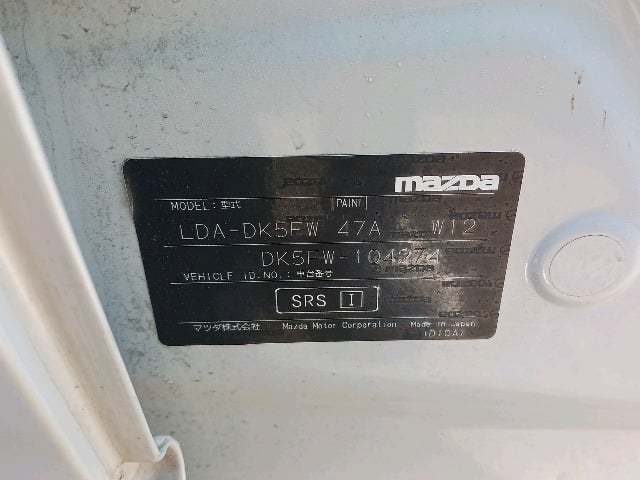 mazda
MODEL: 型式 PAINT
LDA-DK5FW 47A W12
DK5FW-104274
VEHICLE ID.NO.: 車台番号
SRS I
マツダ株式会社 Mazda Motor Corporation Made in Japan